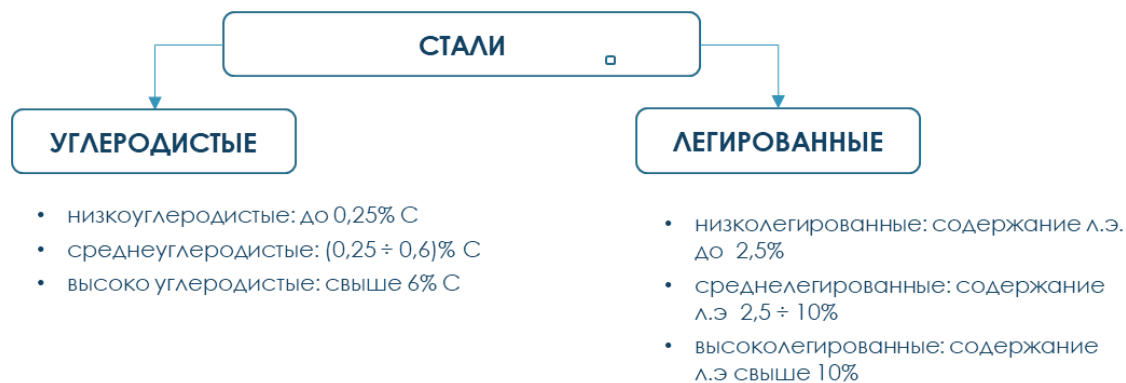 СТАЛИ
УГЛЕРОДИСТЫЕ
• низкоуглеродистые: до 0,25% С
• среднеуглеродистые: (0,25 ÷ 0,6)% С
• высоко углеродистые: свыше 6% С
ЛЕГИРОВАННЫЕ
• низколегированные: содержание л.э.
до 2,5%
• среднелегированные: содержание
л.э 2,5 ÷ 10%
• высоколегированные: содержание
л.э свыше 10%